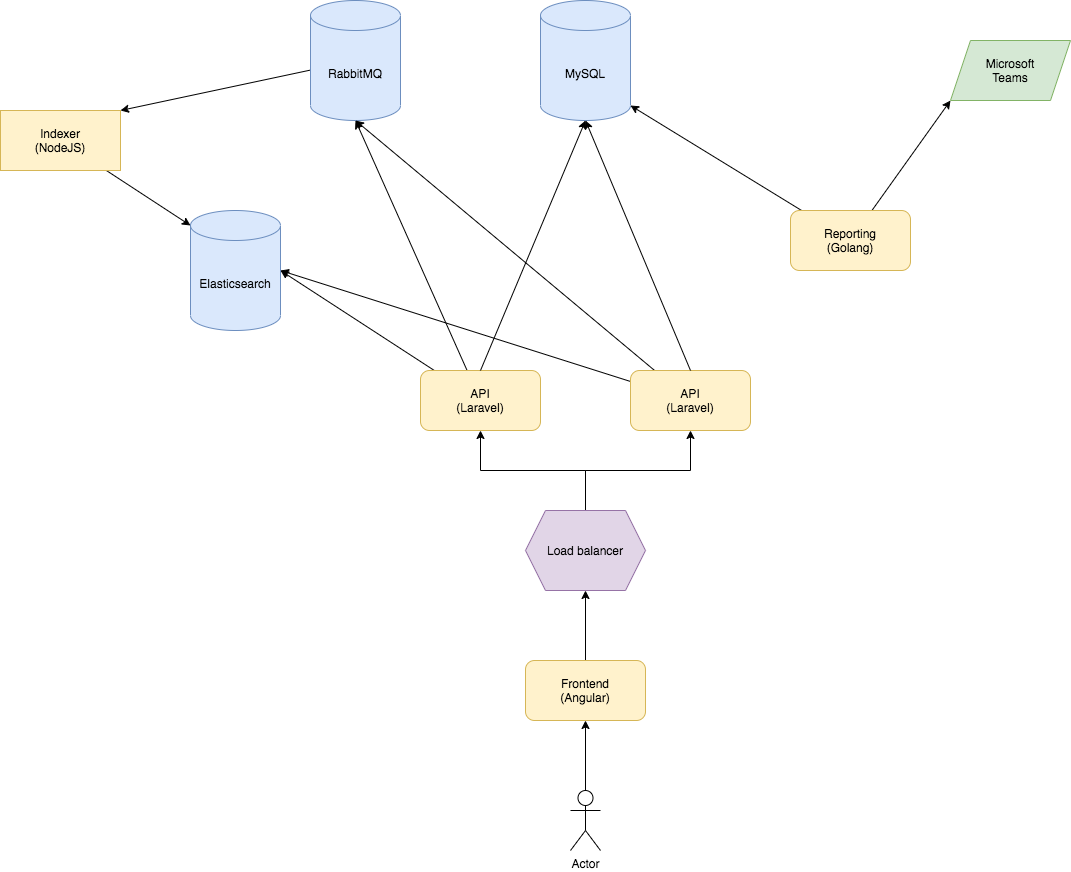 RabbitMQ
MySQL
Microsoft
Teams
Indexer
(NodeJS)
Reporting
(Golang)
Elasticsearch
API
(Laravel)
API
(Laravel)
Load balancer
Frontend
(Angular)
Actor